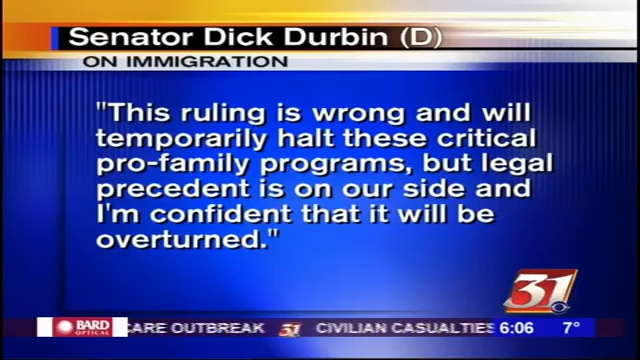 Senator Dick Durbin (D)
ON IMMIGRATION
"This ruling is wrong and will
temporarily halt these critical
pro-family programs, but legal
precedent is on our side and
I'm confident that it will be
overturned."
31
BARD OPTICAL CARE OUTBREAK 31 CIVILIAN CASUALTIES 6:06 7°